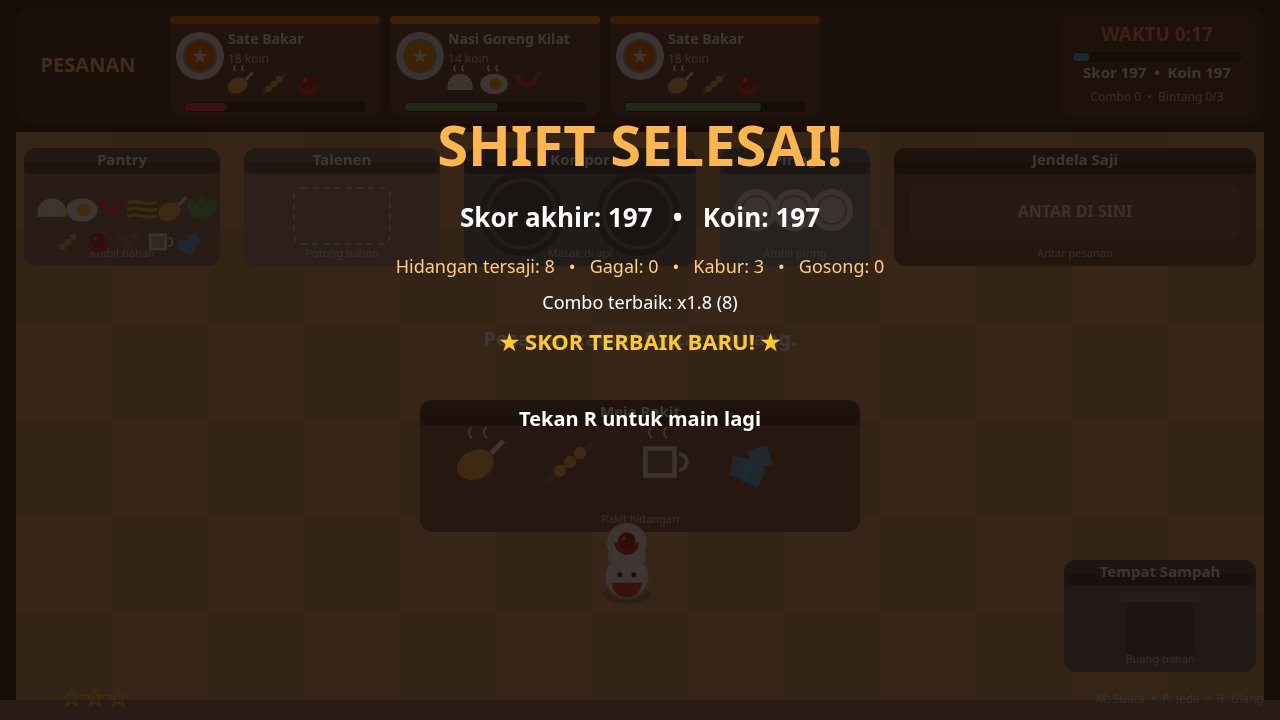 PESANAN
Sate Bakar
18 koin
Nasi Goreng Kilat
14 koin
Sate Bakar
18 koin
WAKTU 0:17
Skor 197 • Koin 197
Combo 0 • Bintang 0/3
SHIFT SELESAI!
Pantry
Ambil bahan
Talenen
Potong bahan
Kompor
Masak di api
Ambil piring
Jendela Saji
ANTAR DI SINI
Antar pesanan
Skor akhir: 197 • Koin: 197
Hidangan tersaji: 8 • Gagal: 0 • Kabur: 3 • Gosong: 0
Combo terbaik: x1.8 (8)
★ SKOR TERBAIK BARU! ★
Meja Rakit
Tekan R untuk main lagi
Rakit hidangan
Tempat Sampah
Buang bahan
M: Suara • P: Jeda • R: Ulang